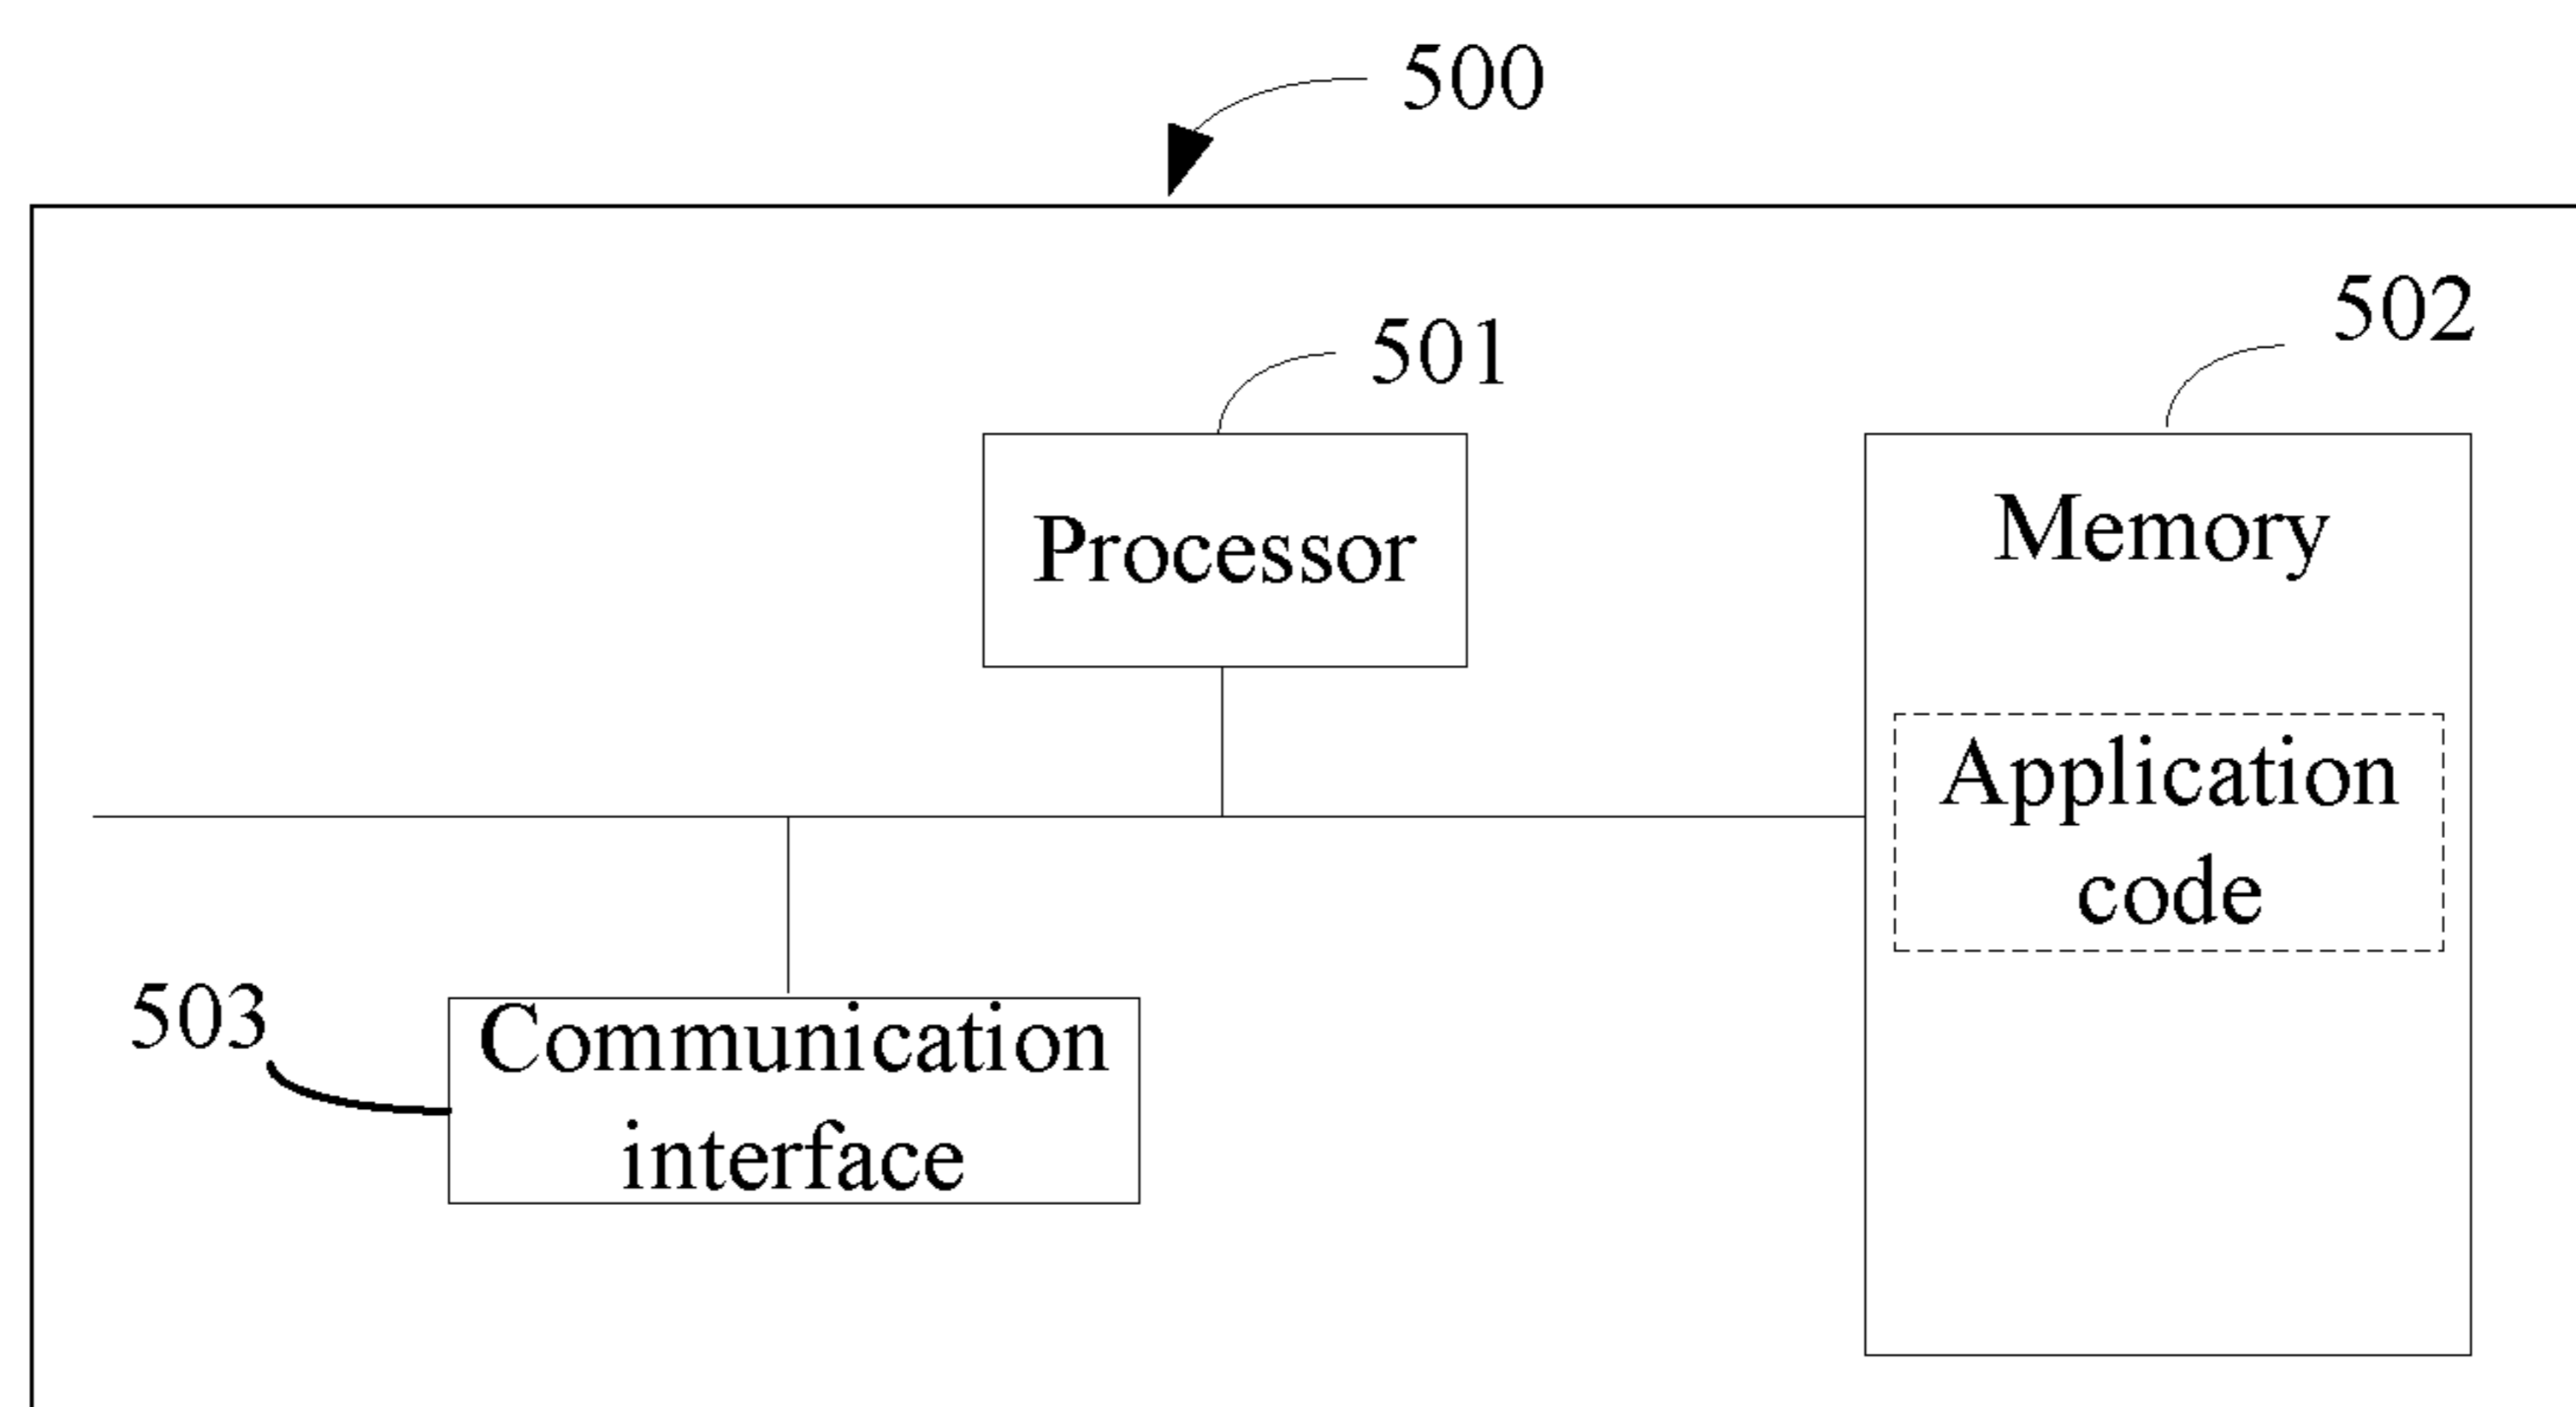 500
501
502
Processor
Memory
Application
code
503
Communication
interface